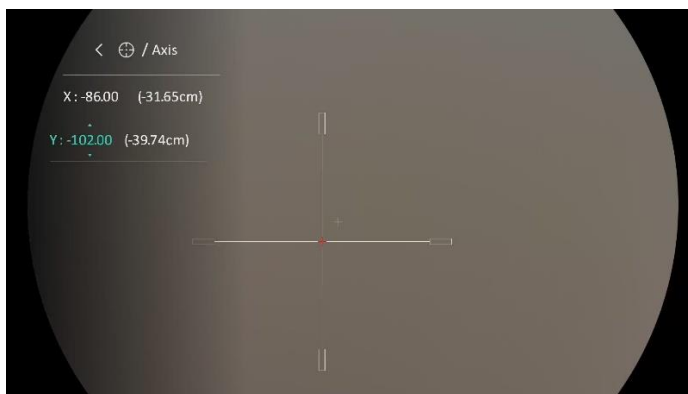 / Axis
X : -86.00 (-31.65cm)
Y : -102.00 (-39.74cm)